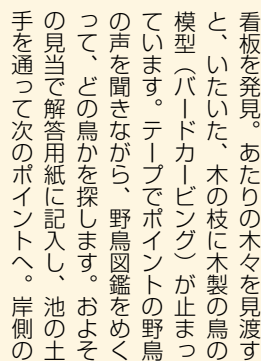 看板を発見。あたりの木々を見渡す
と、いたいた、木の枝に木製の鳥の
模型（バードカービング）が止まっ
ています。テープでポイントの野鳥
の声を聞きながら、野鳥図鑑をめく
って、どの鳥かを探します。およそ
の見当で解答用紙に記入し、池の土
手を通って次のポイントへ。岸側の